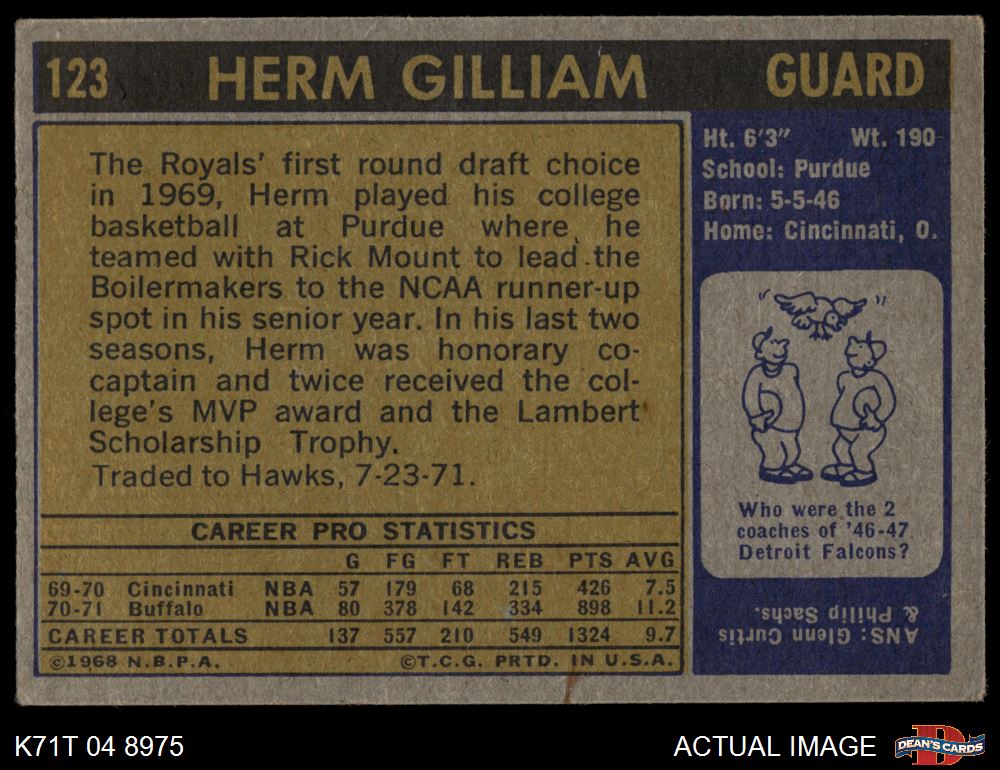 123 HERM GILLIAM GUARD
The Royals' first round draft choice
in 1969, Herm played his college
basketball at Purdue where he
teamed with Rick Mount to lead the
Boilermakers to the NCAA runner-up
spot in his senior year. In his last two
seasons, Herm was honorary co-
captain and twice received the col-
lege's MVP award and the Lambert
Scholarship Trophy.
Traded to Hawks, 7-23-71.
CAREER PRO STATISTICS
G FG FT REB PTS AVG
69-70 Cincinnati NBA 57 179 68 215 426 7.5
70-71 Buffalo NBA 80 378 142 334 898 11.2
CAREER TOTALS 137 557 210 549 1324 9.7
©1968 N.B.P.A. ©T.C.G. PRTD. IN U.S.A.
Ht. 6'3" Wt. 190
School: Purdue
Born: 5-5-46
Home: Cincinnati, O.
Who were the 2
coaches of '46-47
Detroit Falcons?
ANS: Glenn Curtis
& Philip Sachs.
K71T 04 8975 ACTUAL IMAGE DEAN'S CARDS